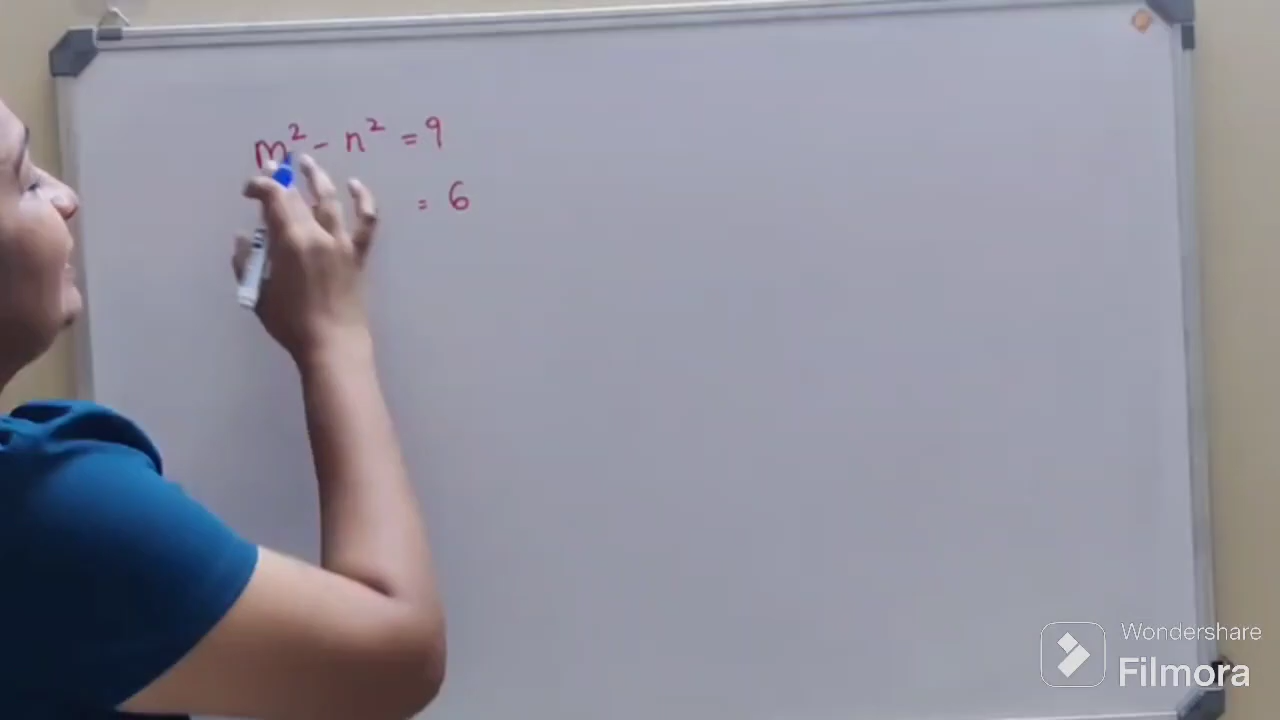 m² - n² = 9
= 6
Wondershare
Filmora